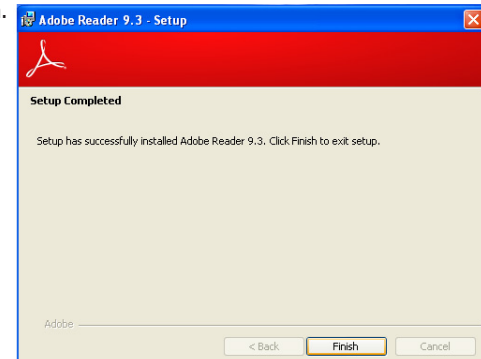 Adobe Reader 9.3 - Setup
Setup Completed
Setup has successfully installed Adobe Reader 9.3. Click Finish to exit setup.
Adobe
< Back Finish Cancel